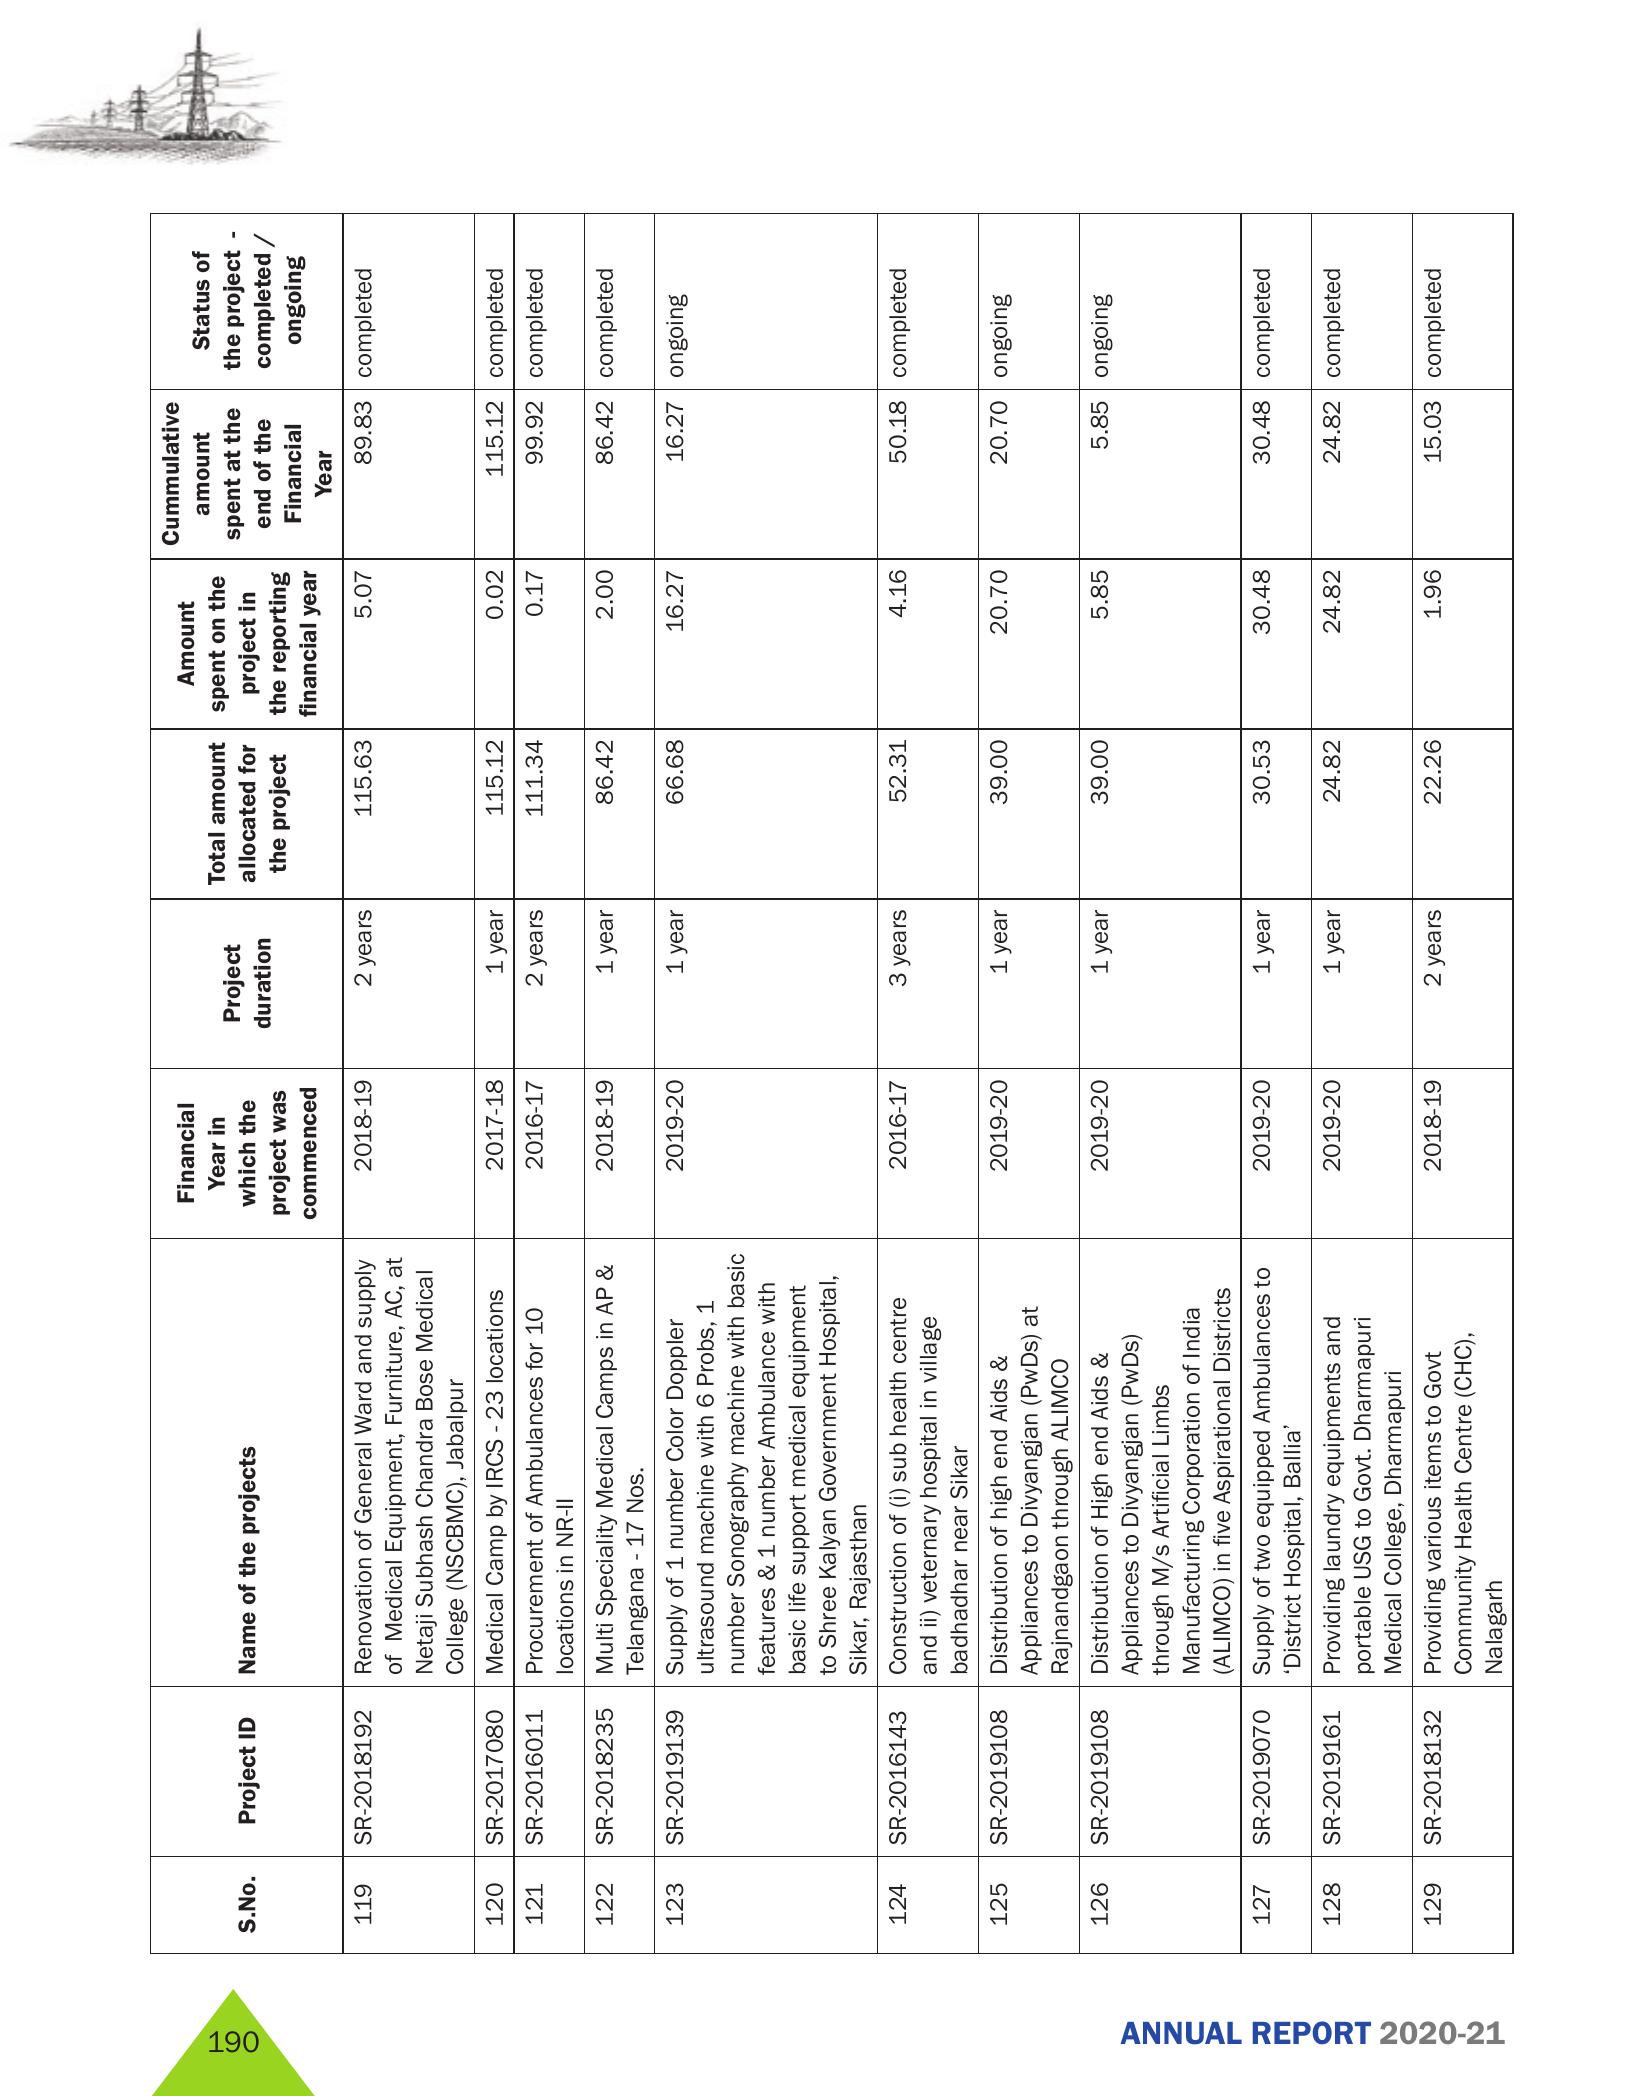 S.No.
Project ID
Name of the projects
Financial
Year in
which the
project was
commenced
Project
duration
Total amount
allocated for
the project
Amount
spent on the
project in
the reporting
financial year
Cummulative
amount
spent at the
end of the
Financial
Year
Status of
the project -
completed /
ongoing
119
SR-2018192
Renovation of General Ward and supply
of Medical Equipment, Furniture, AC, at
Netaji Subhash Chandra Bose Medical
College (NSCBMC), Jabalpur
2018-19
2 years
115.63
5.07
89.83
completed
120
SR-2017080
Medical Camp by IRCS - 23 locations
2017-18
1 year
115.12
0.02
115.12
completed
121
SR-2016011
Procurement of Ambulances for 10
locations in NR-II
2016-17
2 years
111.34
0.17
99.92
completed
122
SR-2018235
Multi Speciality Medical Camps in AP &
Telangana - 17 Nos.
2018-19
1 year
86.42
2.00
86.42
completed
123
SR-2019139
Supply of 1 number Color Doppler
ultrasound machine with 6 Probs, 1
number Sonography machine with basic
features & 1 number Ambulance with
basic life support medical equipment
to Shree Kalyan Government Hospital,
Sikar, Rajasthan
2019-20
1 year
66.68
16.27
16.27
ongoing
124
SR-2016143
Construction of (i) sub health centre
and ii) veternary hospital in village
badhadhar near Sikar
2016-17
3 years
52.31
4.16
50.18
completed
125
SR-2019108
Distribution of high end Aids &
Appliances to Divyangjan (PwDs) at
Rajnandgaon through ALIMCO
2019-20
1 year
39.00
20.70
20.70
ongoing
126
SR-2019108
Distribution of High end Aids &
Appliances to Divyangjan (PwDs)
through M/s Artificial Limbs
Manufacturing Corporation of India
(ALIMCO) in five Aspirational Districts
2019-20
1 year
39.00
5.85
5.85
ongoing
127
SR-2019070
Supply of two equipped Ambulances to
‘District Hospital, Ballia’
2019-20
1 year
30.53
30.48
30.48
completed
128
SR-2019161
Providing laundry equipments and
portable USG to Govt. Dharmapuri
Medical College, Dharmapuri
2019-20
1 year
24.82
24.82
24.82
completed
129
SR-2018132
Providing various items to Govt
Community Health Centre (CHC),
Nalagarh
2018-19
2 years
22.26
1.96
15.03
completed
190
ANNUAL REPORT 2020-21